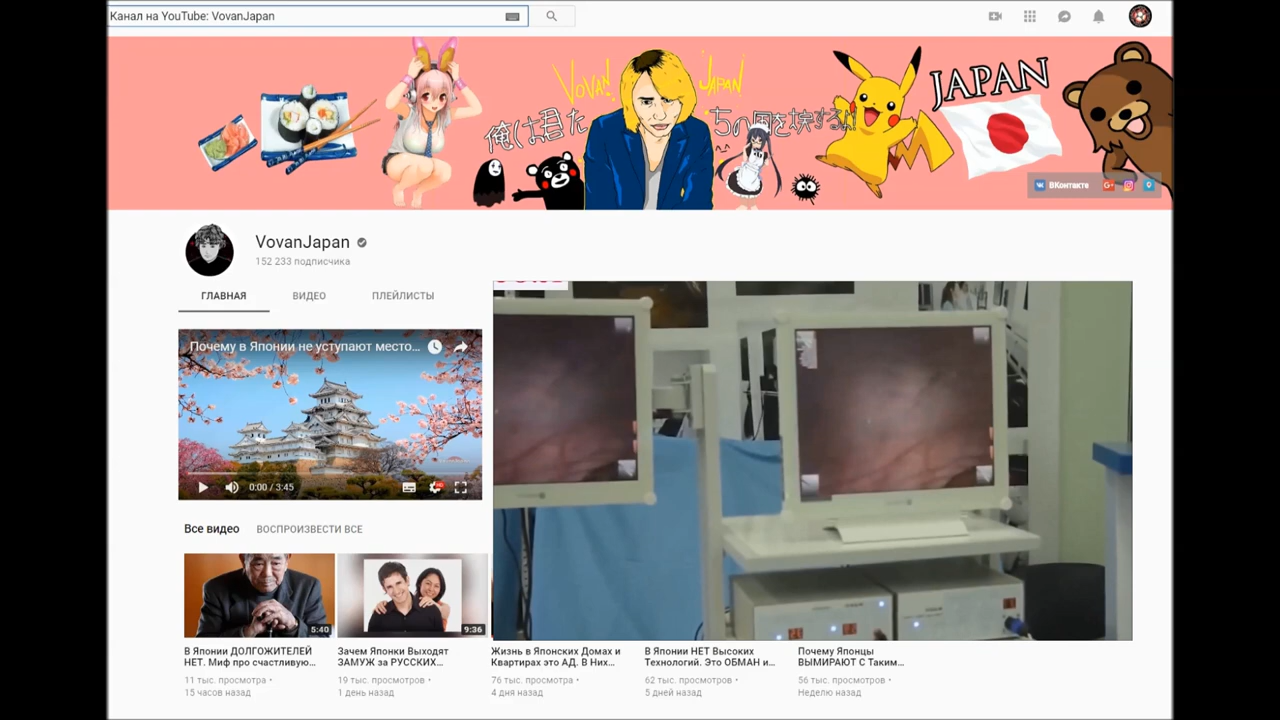 Канал на YouTube: VovanJapan
VOVAN JAPAN
JAPAN
俺は君た
ちの国を埃するよ!
ВКонтакте
G+
VovanJapan
152 233 подписчика
ГЛАВНАЯ
ВИДЕО
ПЛЕЙЛИСТЫ
Почему в Японии не уступают место...
0:00 / 3:45
Все видео
ВОСПРОИЗВЕСТИ ВСЕ
5:40
9:36
В Японии ДОЛГОЖИТЕЛЕЙ
НЕТ. Миф про счастливую...
11 тыс. просмотра •
15 часов назад
Зачем Японки Выходят
ЗАМУЖ за РУССКИХ...
19 тыс. просмотров •
1 день назад
Жизнь в Японских Домах и
Квартирах это АД. В Них...
76 тыс. просмотра •
4 дня назад
В Японии НЕТ Высоких
Технологий. Это ОБМАН и...
62 тыс. просмотров •
5 дней назад
Почему Японцы
ВЫМИРАЮТ С Таким...
56 тыс. просмотров •
Неделю назад